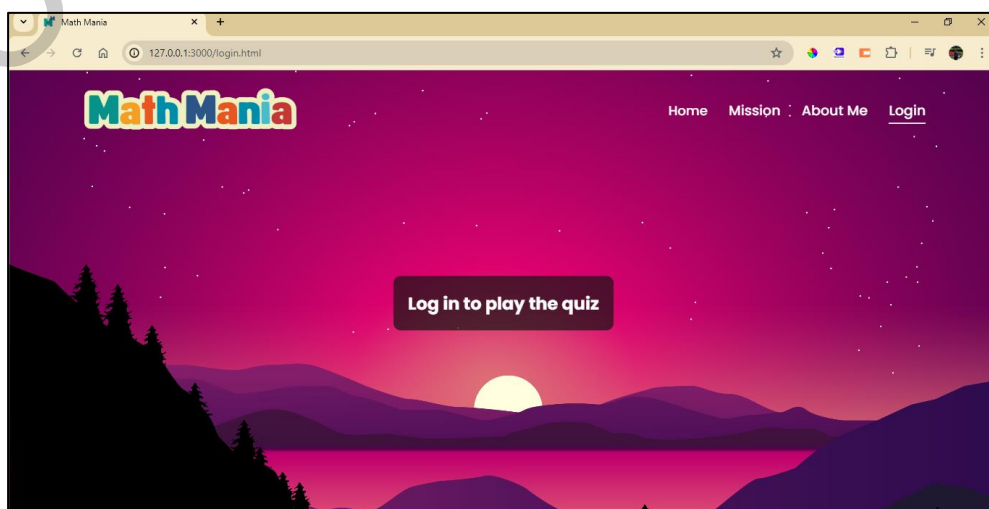 Math Mania
127.0.0.1:3000/login.html
Math Mania
Home Mission About Me Login
Log in to play the quiz